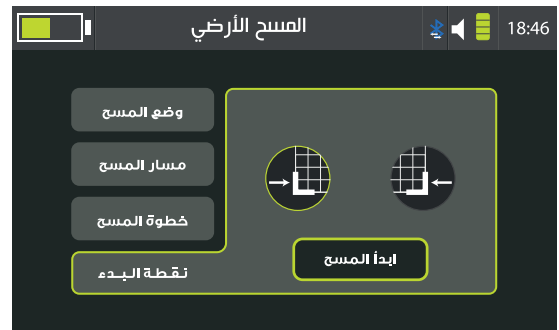 المسح الأرضي
18:46
وضع المسح
مسار المسح
خطوة المسح
نقطة البدء
ابدأ المسح